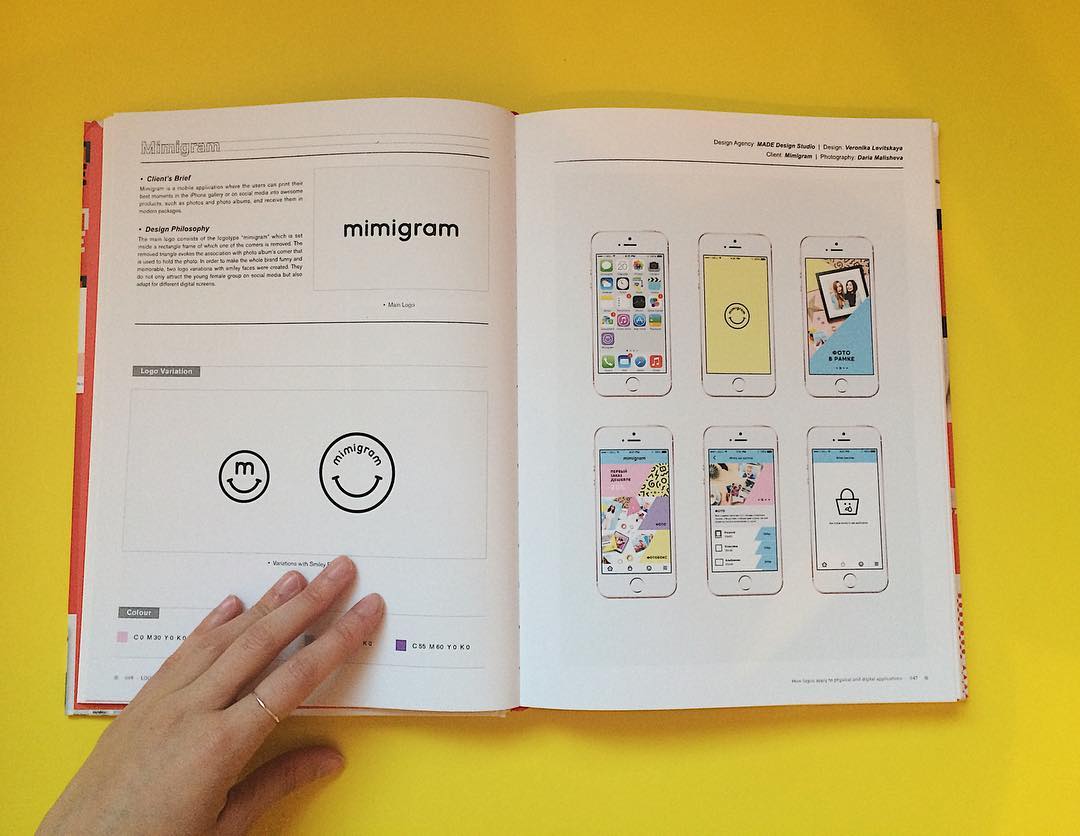 Mimigram
• Client's Brief
Mimigram is a mobile application where the users can print their
best moments in the iPhone gallery or on social media into awesome
products, such as photos and photo albums, and receive them in
modern packages.
• Design Philosophy
The main logo consists of the logotype "mimigram" which is set
inside a rectangle frame of which one of the corners is removed. The
removed triangle evokes the association with photo album's corner that
is used to hold the photo. In order to make the whole brand funny and
memorable, two logo variations with smiley faces were created. They
do not only attract the young female group on social media but also
adapt for different digital screens.
mimigram
• Main Logo
Logo Variation
m
mimigram
• Variations with Smiley
Colour
C 0 M 30 Y 0 K 0
K 0
C 55 M 60 Y 0 K 0
Design Agency: MADE Design Studio | Design: Veronika Levitskaya
Client: Mimigram | Photography: Daria Malisheva
mimigram
ФОТО
В РАМКЕ
mimigram
ПЕРВЫЙ
ЗАКАЗ
ДЕШЕВЛЕ
ФОТО
ФОТОБОКС
ФОТО
How logos apply to physical and digital applications
047